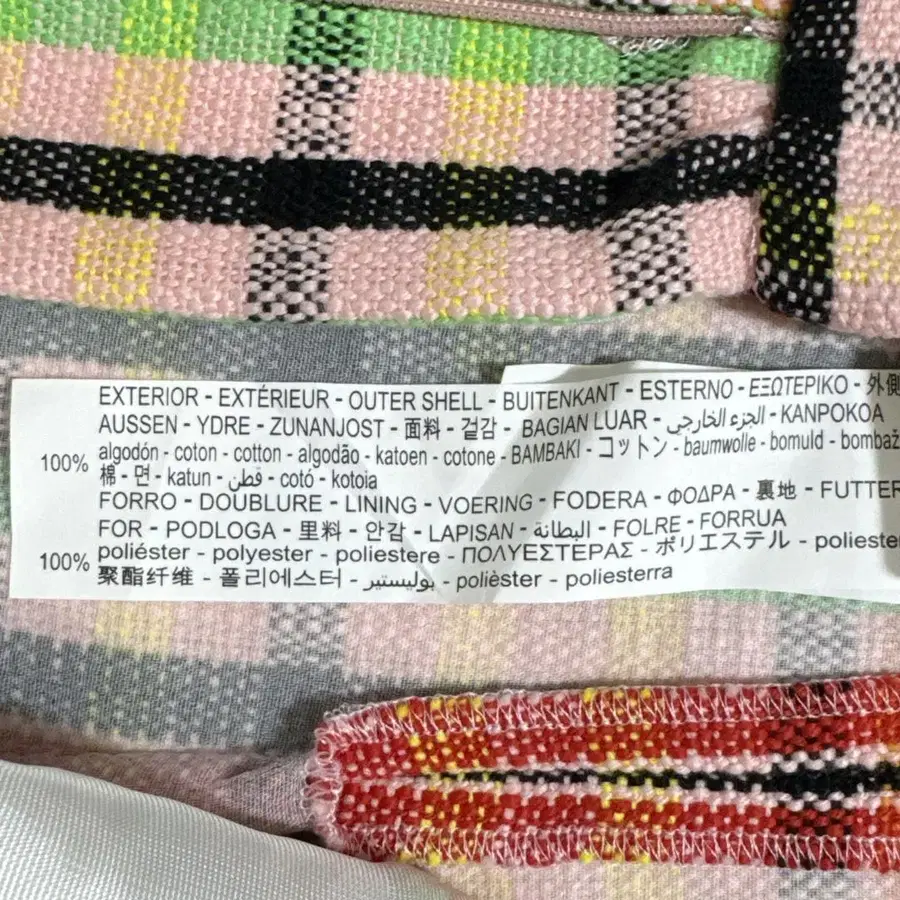 EXTERIOR - EXTÉRIEUR - OUTER SHELL - BUITENKANT - ESTERNO - ΕΞΩΤΕΡΙΚΟ - 外側
AUSSEN - YDRE - ZUNANJOST - 面料 - 겉감 - BAGIAN LUAR - الجزء الخارجي - KANPOKOA
100% algodón - coton - cotton - algodão - katoen - cotone - ΒΑΜΒΑΚΙ - コットン - baumwolle - bomuld - bombaž
棉 - 면 - katun - قطن - cotó - kotoia
FORRO - DOUBLURE - LINING - VOERING - FODERA - ΦΟΔΡΑ - 裏地 - FUTTER
FOR - PODLOGA - 里料 - 안감 - LAPISAN - البطانة - FOLRE - FORRUA
100% poliéster - polyester - poliestere - ΠΟΛΥΕΣΤΕΡΑΣ - ポリエステル - poliester
聚酯纤维 - 폴리에스터 - بوليستير - polièster - poliesterra